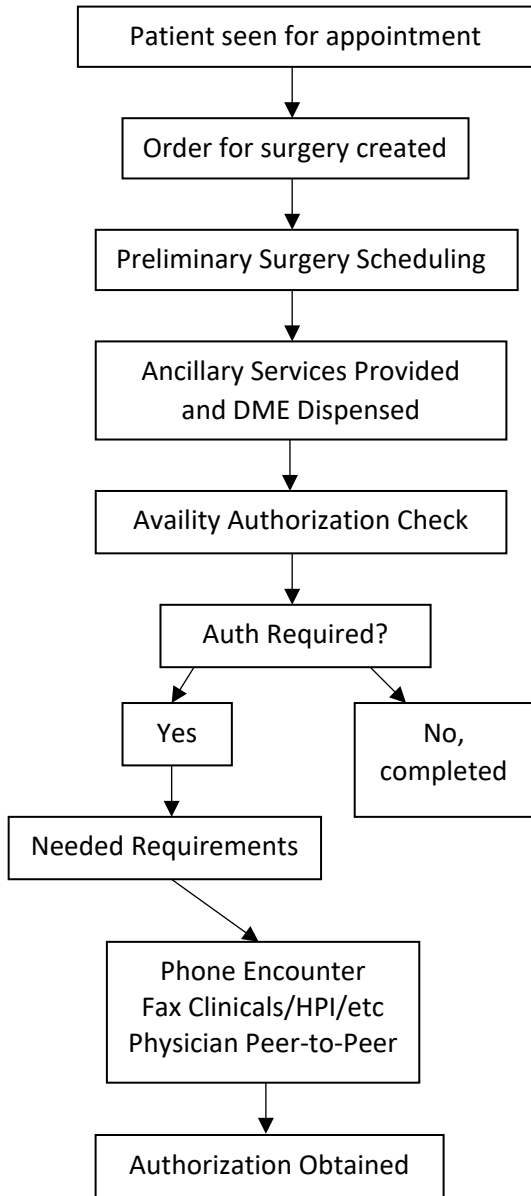 Patient seen for appointment
Order for surgery created
Preliminary Surgery Scheduling
Ancillary Services Provided
and DME Dispensed
Availity Authorization Check
Auth Required?
Yes
No,
completed
Needed Requirements
Phone Encounter
Fax Clinicals/HPI/etc
Physician Peer-to-Peer
Authorization Obtained